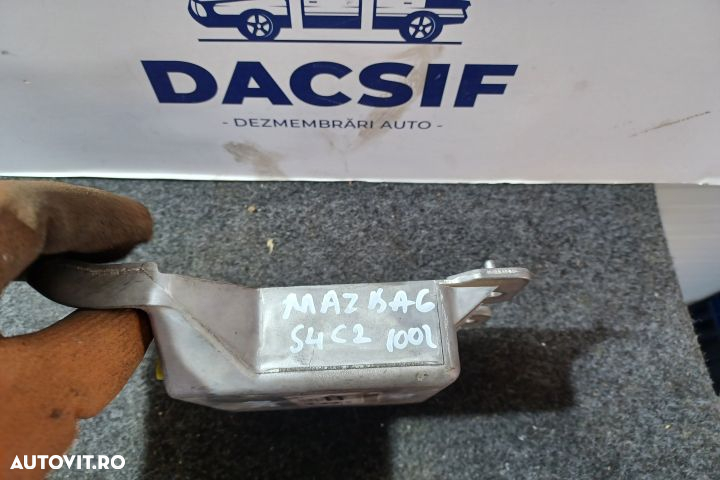 DACSIF
- DEZMEMBRĂRI AUTO -
MAZDA6
S4C2 1002
AUTOVIT.RO